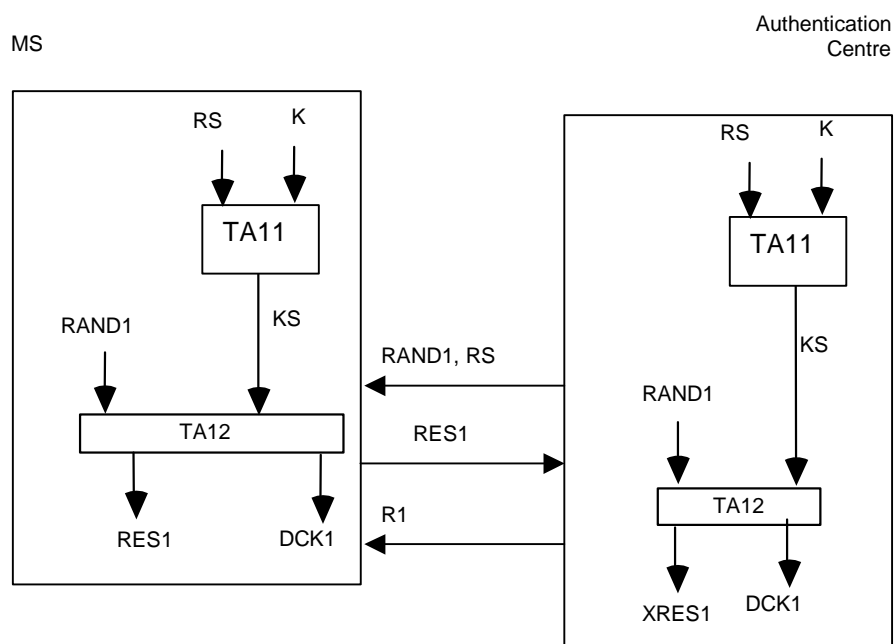 MS
Authentication
Centre
RS
K
TA11
KS
RAND1
TA12
RES1
DCK1
RAND1, RS
RES1
R1
RS
K
TA11
KS
RAND1
TA12
XRES1
DCK1